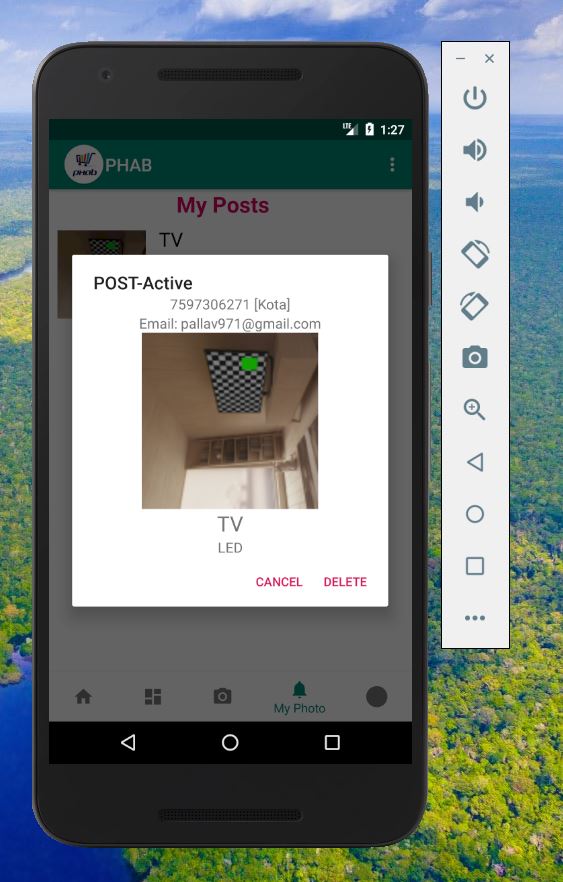 LTE 1:27
PHAB PHAB
My Posts
TV
POST-Active
7597306271 [Kota]
Email: pallav971@gmail.com
TV
LED
CANCEL DELETE
My Photo